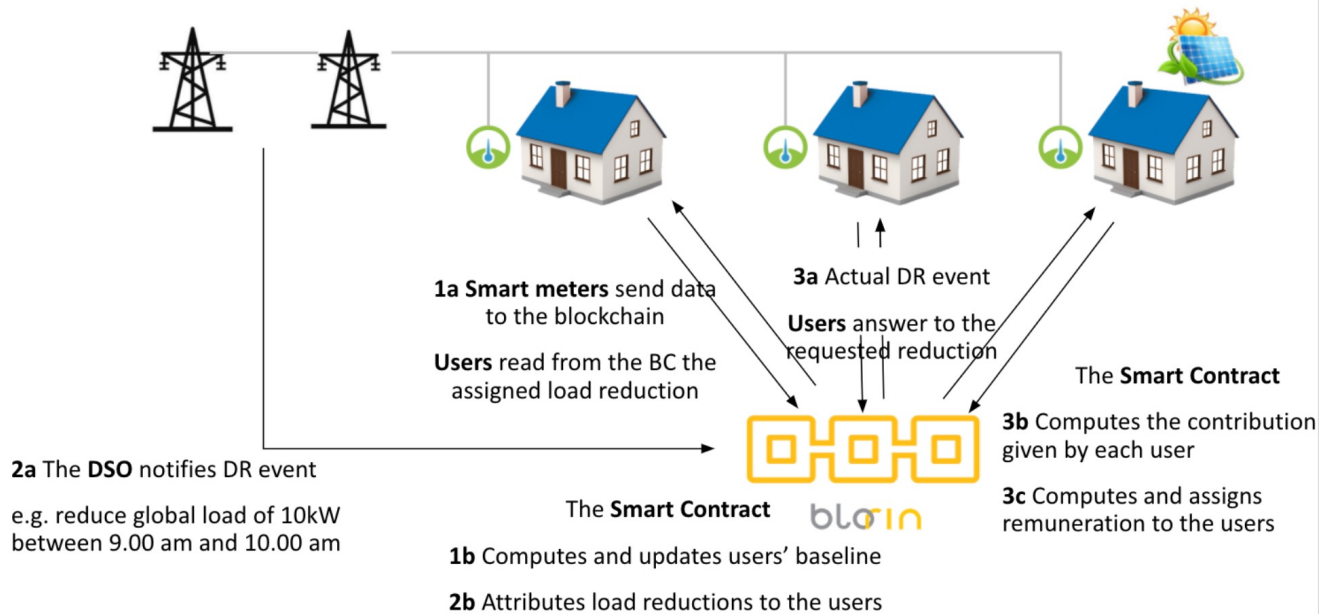 1a Smart meters send data
to the blockchain
Users read from the BC the
assigned load reduction
3a Actual DR event
Users answer to the
requested reduction
The Smart Contract
3b Computes the contribution
given by each user
3c Computes and assigns
remuneration to the users
2a The DSO notifies DR event
e.g. reduce global load of 10kW
between 9.00 am and 10.00 am
The Smart Contract
blorin
1b Computes and updates users’ baseline
2b Attributes load reductions to the users